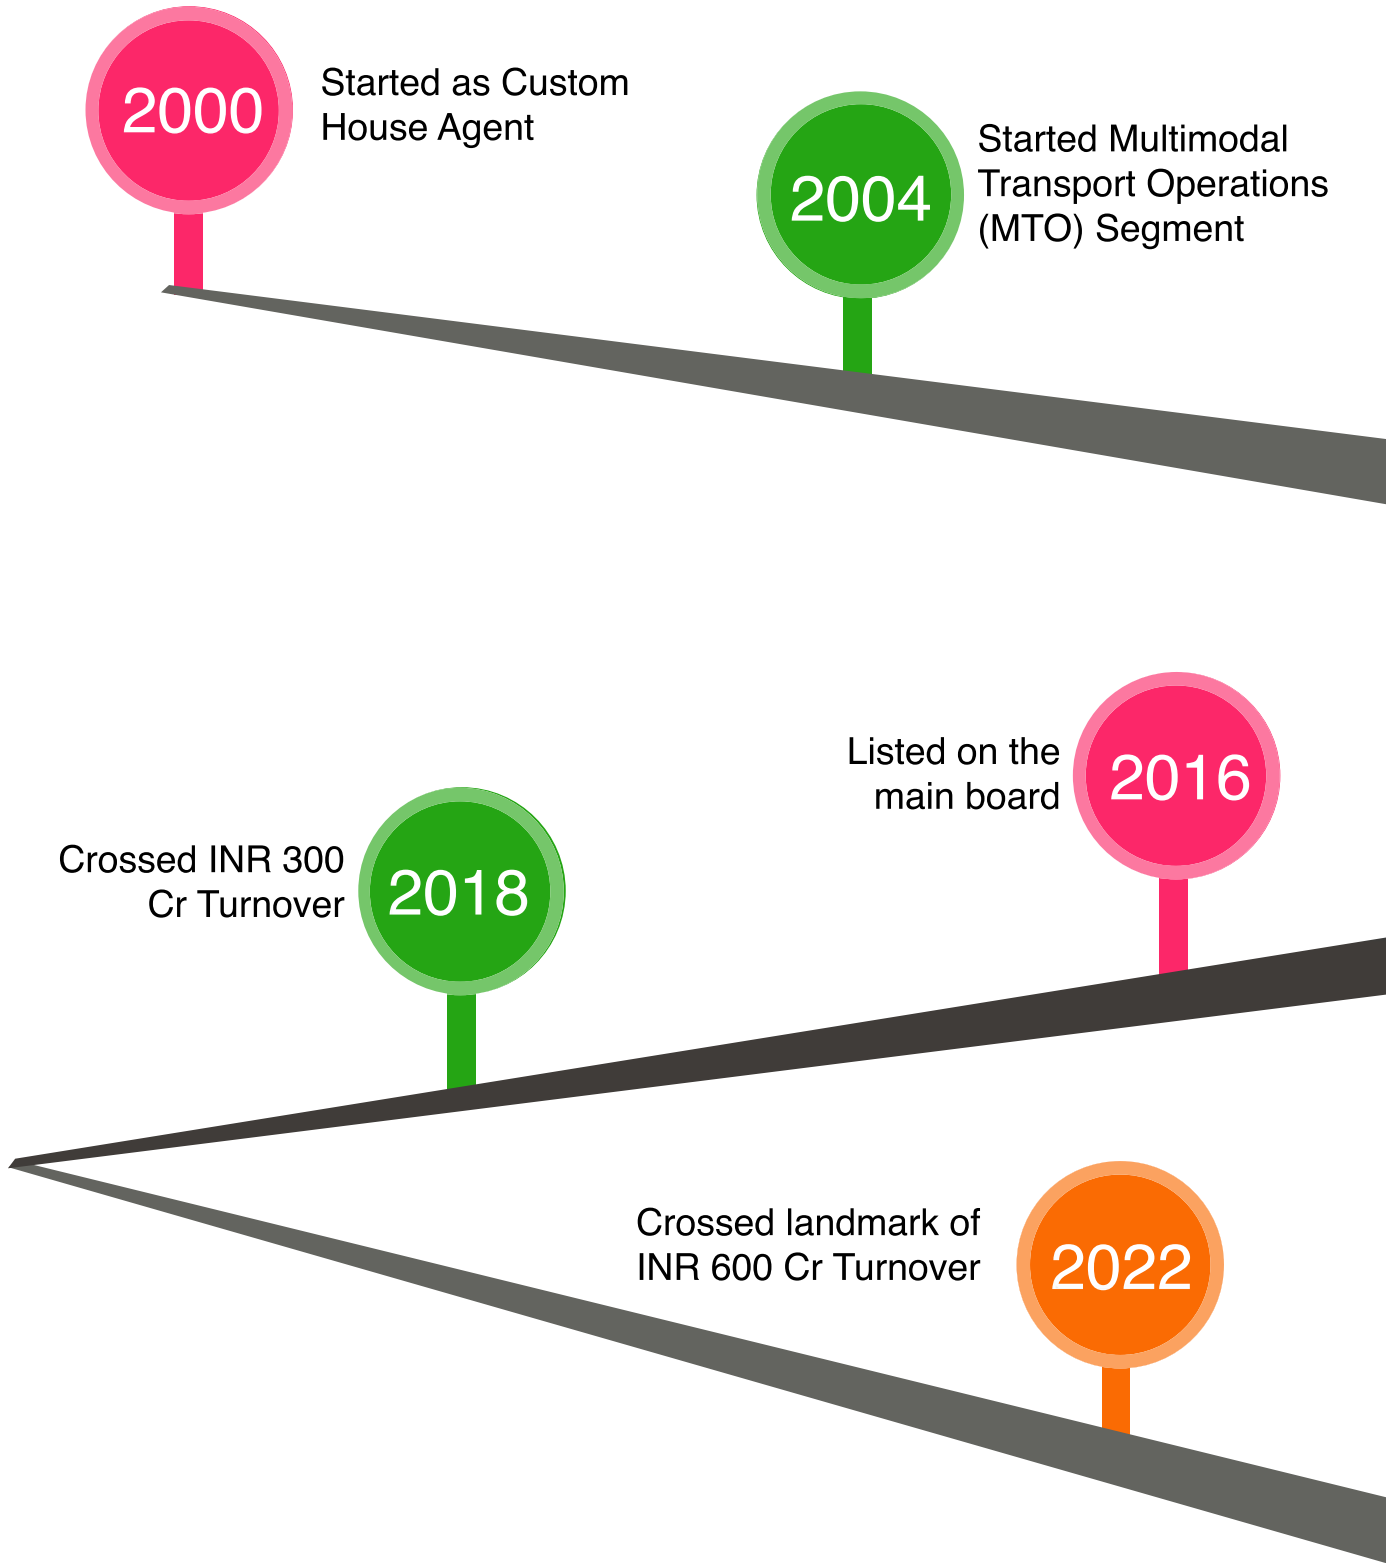 2000
Started as Custom
House Agent
2004
Started Multimodal
Transport Operations
(MTO) Segment
Listed on the
main board
2016
Crossed INR 300
Cr Turnover
2018
Crossed landmark of
INR 600 Cr Turnover
2022